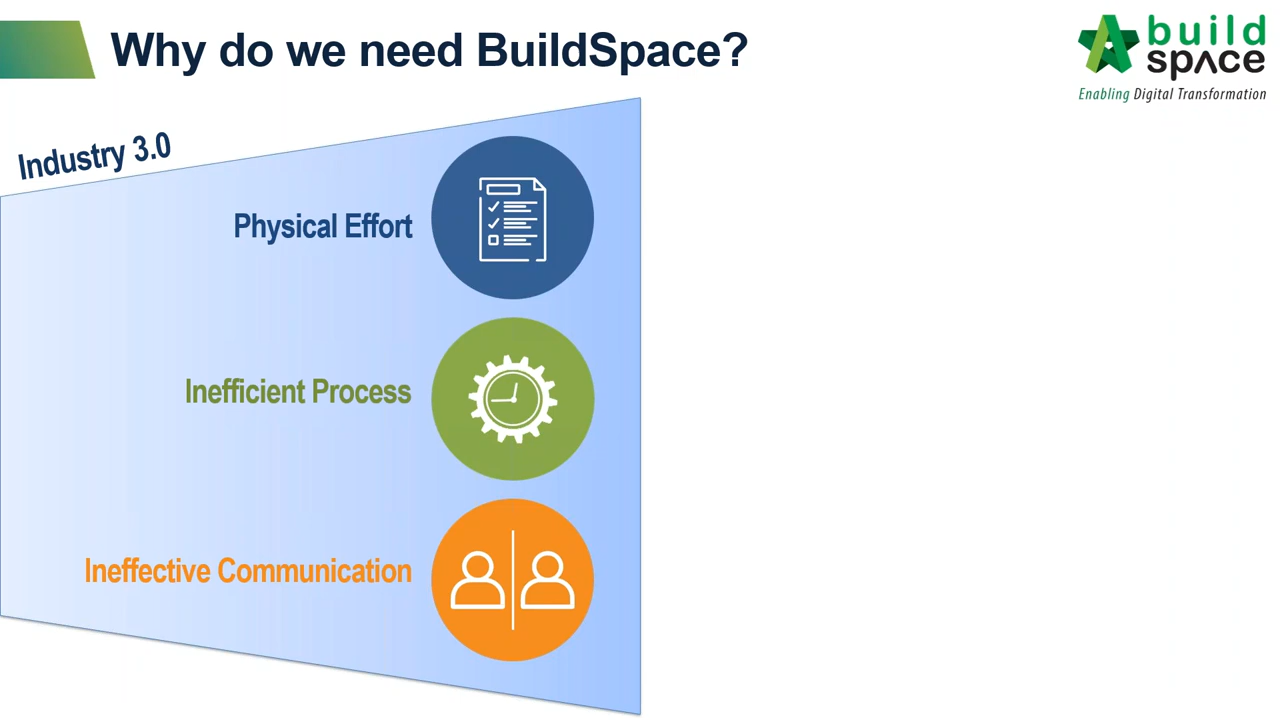 Why do we need BuildSpace?
build
space
Enabling Digital Transformation
Industry 3.0
Physical Effort
Inefficient Process
Ineffective Communication